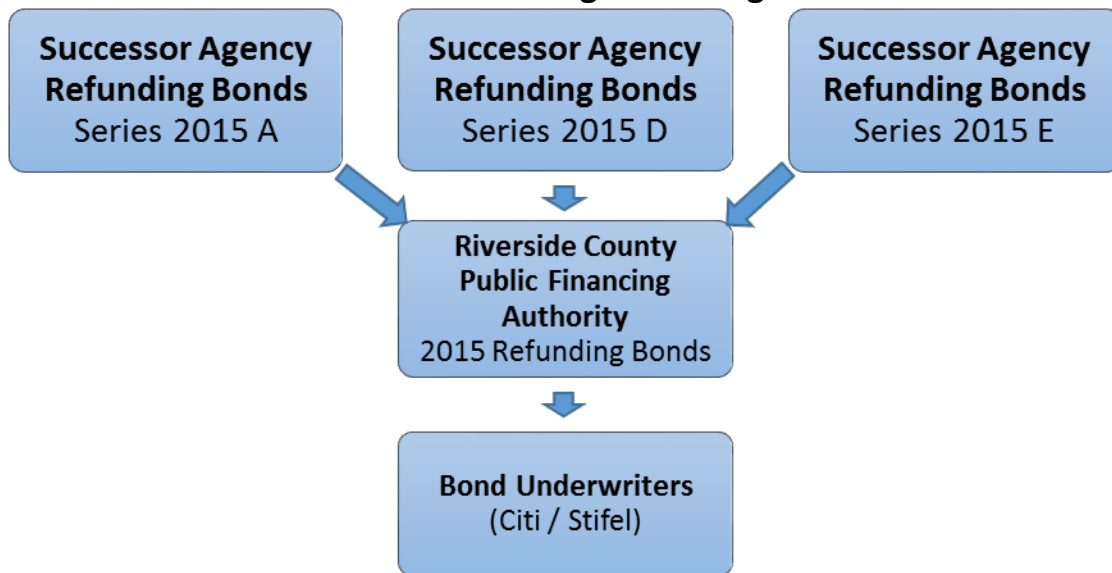 Successor Agency
Refunding Bonds
Series 2015 A
Successor Agency
Refunding Bonds
Series 2015 D
Successor Agency
Refunding Bonds
Series 2015 E
Riverside County
Public Financing
Authority
2015 Refunding Bonds
Bond Underwriters
(Citi / Stifel)